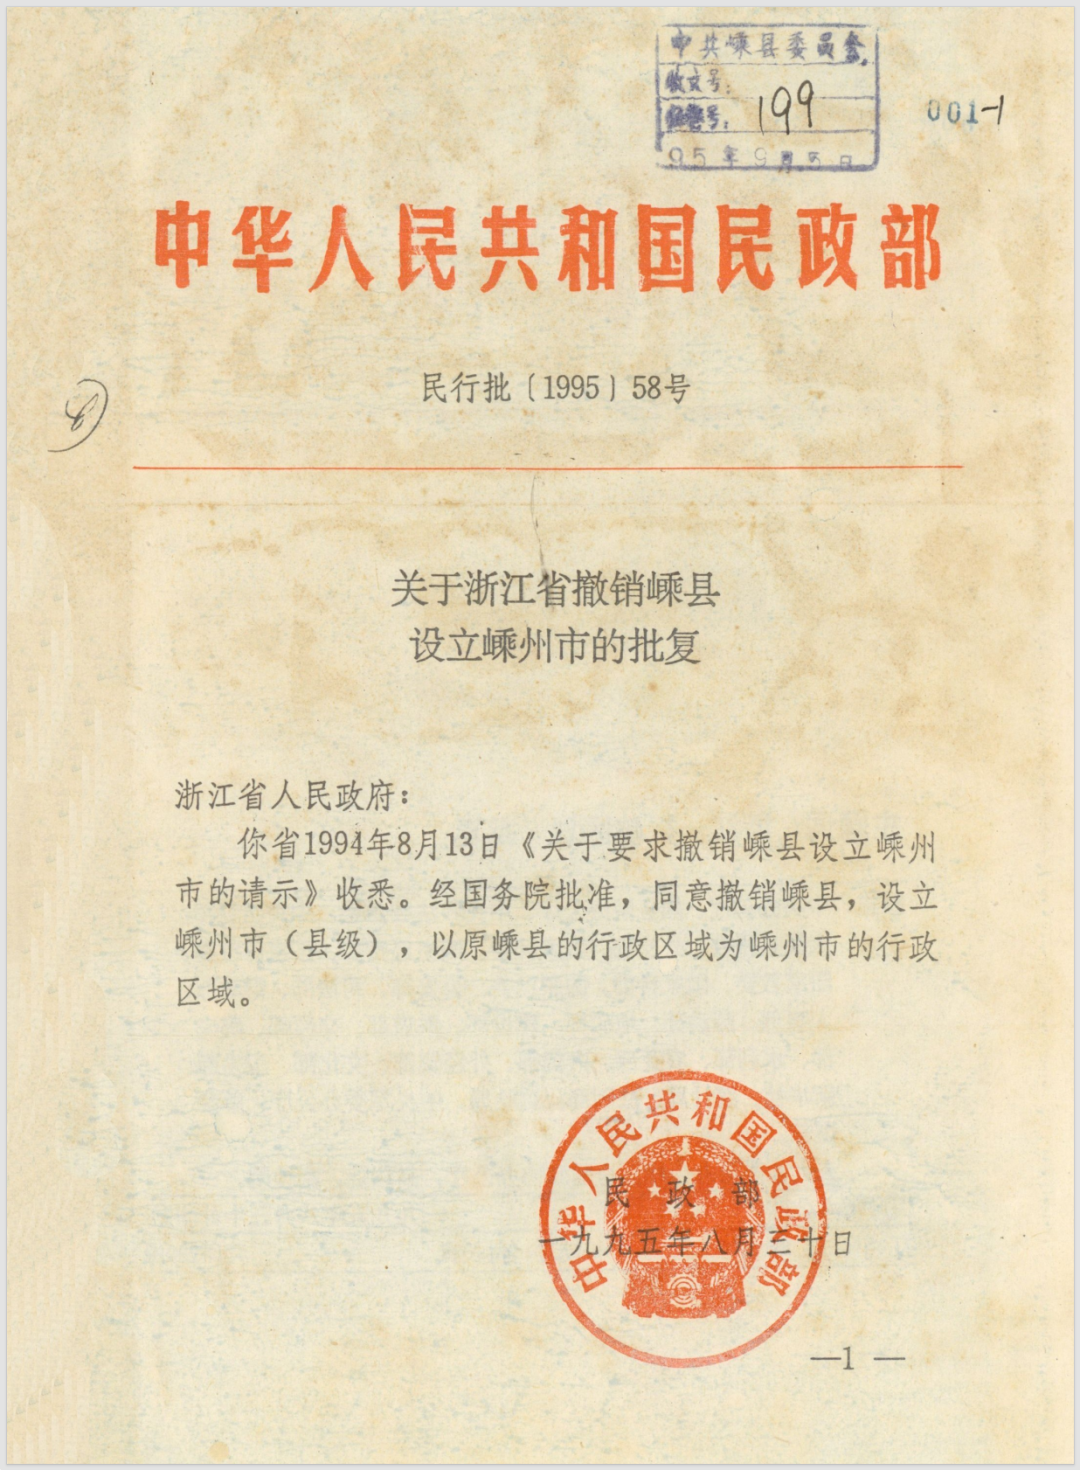 中共嵊县委员会
收文号：
199
95年9月5日
001-1
中华人民共和国民政部
民行批〔1995〕58号
关于浙江省撤销嵊县
设立嵊州市的批复
浙江省人民政府：
你省1994年8月13日《关于要求撤销嵊县设立嵊州
市的请示》收悉。经国务院批准，同意撤销嵊县，设立
嵊州市（县级），以原嵊县的行政区域为嵊州市的行政
区域。
中华人民共和国民政部
民政部
一九九五年八月三十日
—1—